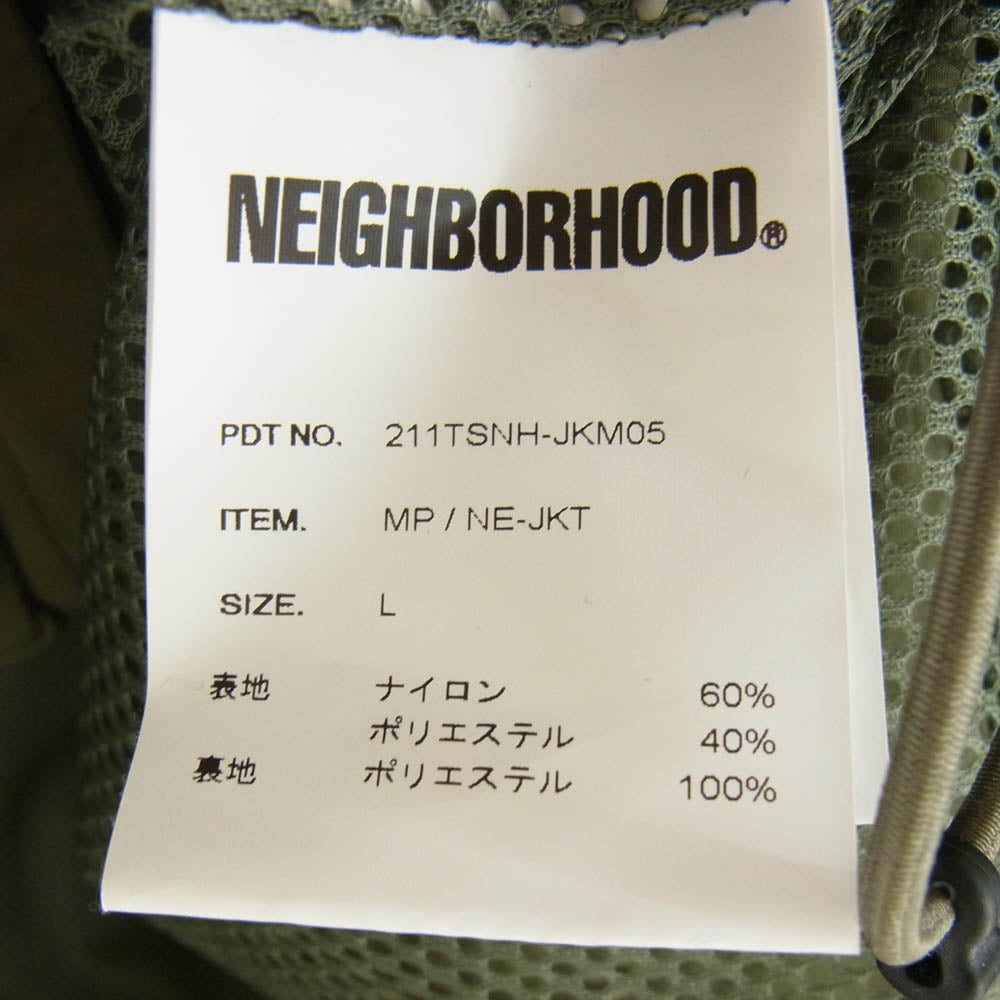 NEIGHBORHOOD®
PDT NO. 211TSNH-JKM05
ITEM. MP / NE-JKT
SIZE. L
表地 ナイロン 60%
ポリエステル 40%
裏地 ポリエステル 100%